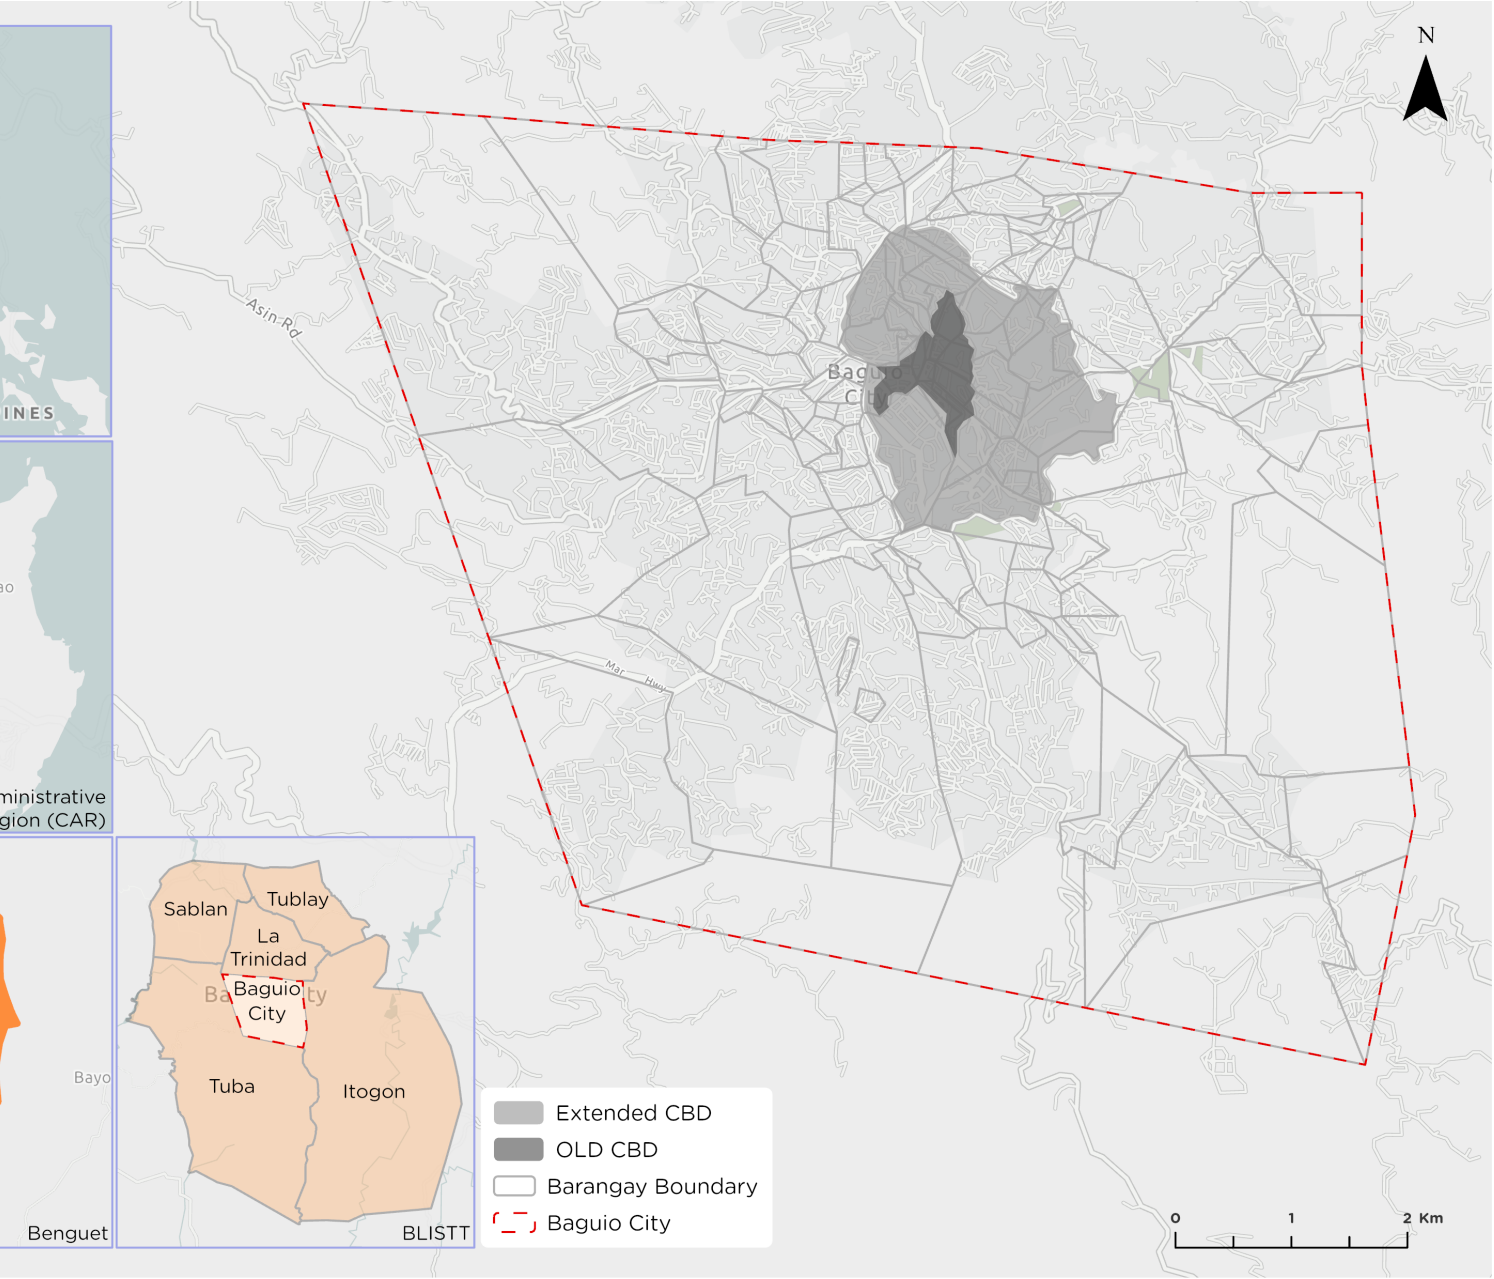 N
Asin Rd
Baguio
City
INES
ao
Mar Hwy
ministrative
gion (CAR)
Sablan
Tublay
La
Trinidad
Baguio
City
Tuba
Itogon
Bayo
Benguet
BLISTT
Extended CBD
OLD CBD
Barangay Boundary
Baguio City
0 1 2 Km